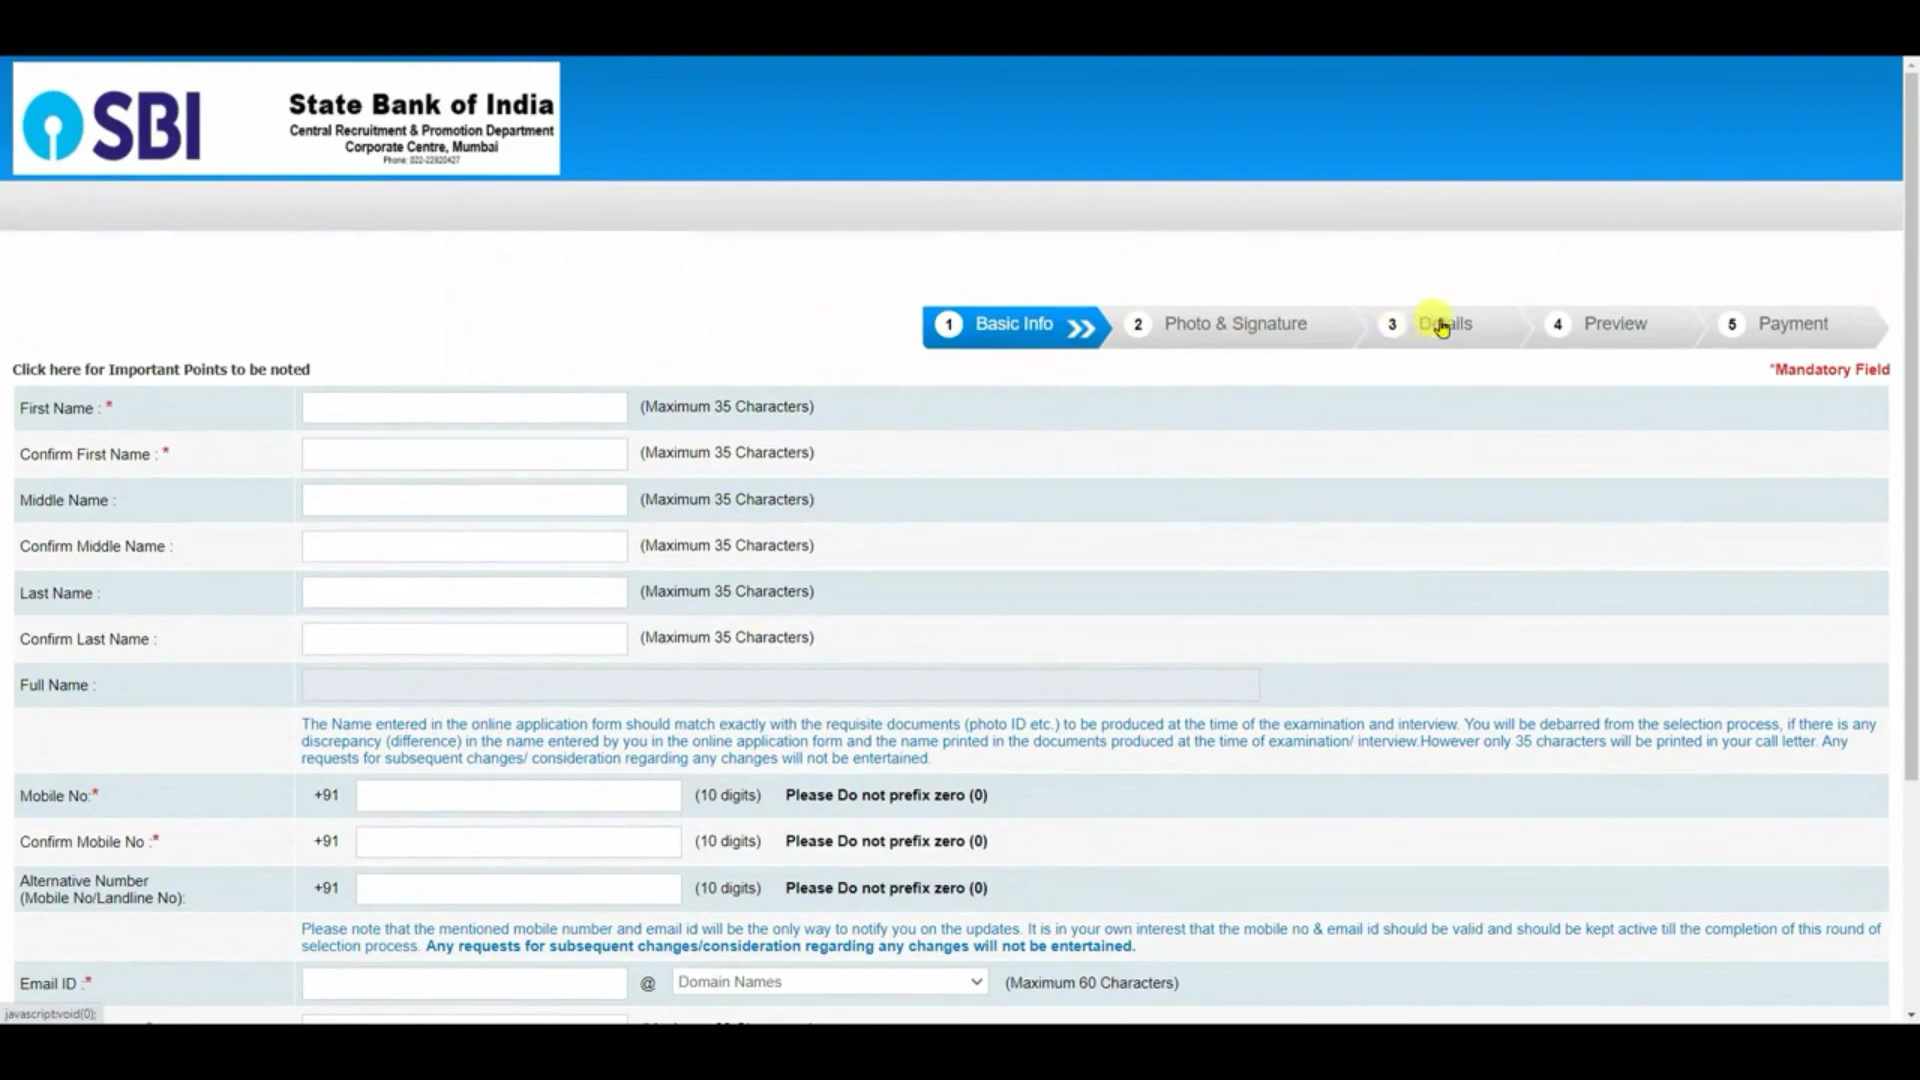 SBI
State Bank of India
Central Recruitment & Promotion Department
Corporate Centre, Mumbai
Phone: 022-22820427
1 Basic Info 2 Photo & Signature 3 Details 4 Preview 5 Payment
Click here for Important Points to be noted *Mandatory Field
First Name : * (Maximum 35 Characters)
Confirm First Name : * (Maximum 35 Characters)
Middle Name : (Maximum 35 Characters)
Confirm Middle Name : (Maximum 35 Characters)
Last Name : (Maximum 35 Characters)
Confirm Last Name : (Maximum 35 Characters)
Full Name :
The Name entered in the online application form should match exactly with the requisite documents (photo ID etc.) to be produced at the time of the examination and interview. You will be debarred from the selection process, if there is any
discrepancy (difference) in the name entered by you in the online application form and the name printed in the documents produced at the time of examination/ interview.However only 35 characters will be printed in your call letter. Any
requests for subsequent changes/ consideration regarding any changes will not be entertained.
Mobile No:* +91 (10 digits) Please Do not prefix zero (0)
Confirm Mobile No :* +91 (10 digits) Please Do not prefix zero (0)
Alternative Number
(Mobile No/Landline No): +91 (10 digits) Please Do not prefix zero (0)
Please note that the mentioned mobile number and email id will be the only way to notify you on the updates. It is in your own interest that the mobile no & email id should be valid and should be kept active till the completion of this round of
selection process. Any requests for subsequent changes/consideration regarding any changes will not be entertained.
Email ID :* @ Domain Names (Maximum 60 Characters)
javascript:void(0);